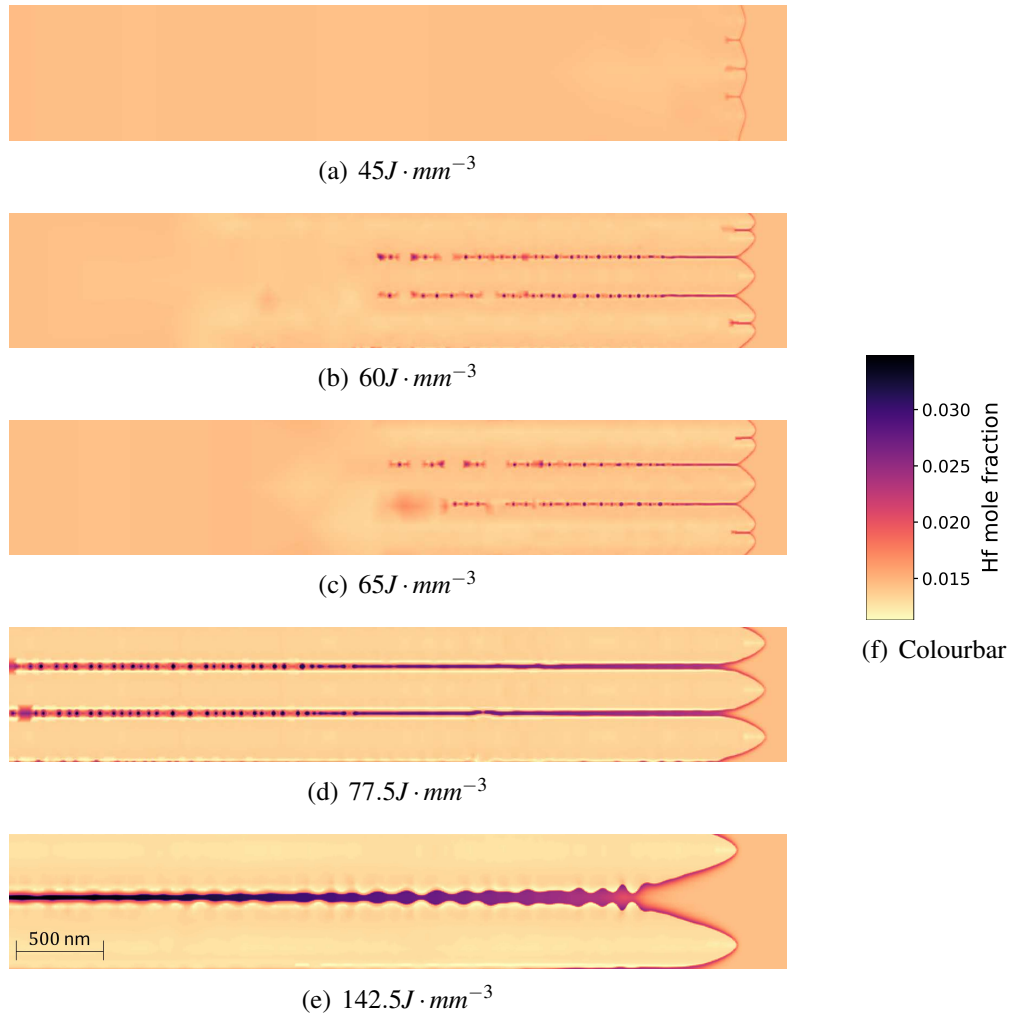 (a) 45J · mm⁻³
(b) 60J · mm⁻³
(c) 65J · mm⁻³
(d) 77.5J · mm⁻³
500 nm
(e) 142.5J · mm⁻³
0.030
0.025
0.020
0.015
Hf mole fraction
(f) Colourbar